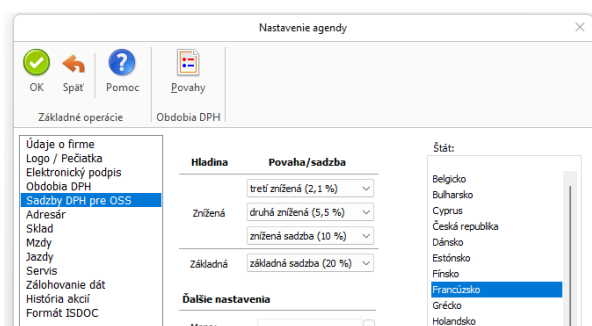 Nastavenie agendy
OK
Späť
Pomoc
Povahy
Základné operácie
Obdobia DPH
Údaje o firme
Logo / Pečiatka
Elektronický podpis
Obdobia DPH
Sadzby DPH pre OSS
Adresár
Sklad
Mzdy
Jazdy
Servis
Zálohovanie dát
História akcií
Formát ISDOC
Hladina
Povaha/sadzba
tretí znížená (2,1 %)
Znížená
druhá znížená (5,5 %)
znížená sadzba (10 %)
Základná
základná sadzba (20 %)
Ďalšie nastavenia
Štát:
Belgicko
Bulharsko
Cyprus
Česká republika
Dánsko
Estónsko
Fínsko
Francúzsko
Grécko
Holandsko